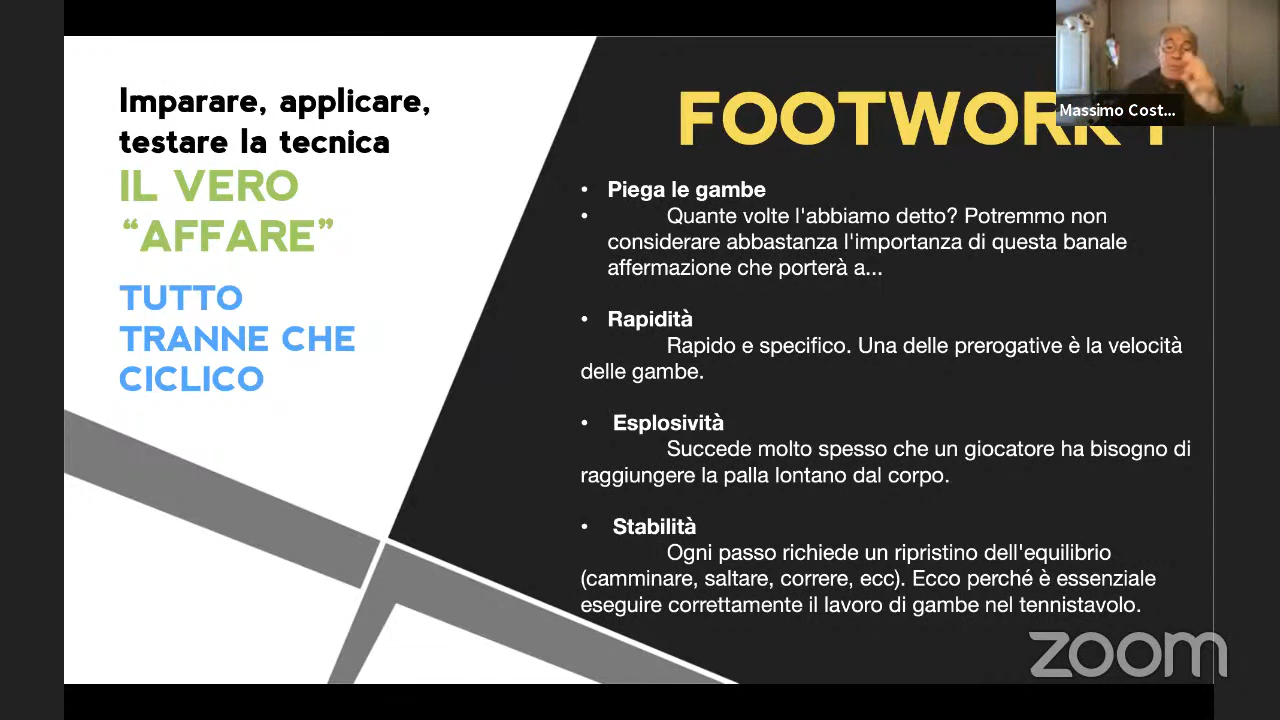 Imparare, applicare,
testare la tecnica
IL VERO
“AFFARE”
TUTTO
TRANNE CHE
CICLICO
FOOTWORK
Massimo Cost...
• Piega le gambe
• Quante volte l'abbiamo detto? Potremmo non
considerare abbastanza l'importanza di questa banale
affermazione che porterà a...
• Rapidità
Rapido e specifico. Una delle prerogative è la velocità
delle gambe.
• Esplosività
Succede molto spesso che un giocatore ha bisogno di
raggiungere la palla lontano dal corpo.
• Stabilità
Ogni passo richiede un ripristino dell'equilibrio
(camminare, saltare, correre, ecc). Ecco perché è essenziale
eseguire correttamente il lavoro di gambe nel tennistavolo.
zoom